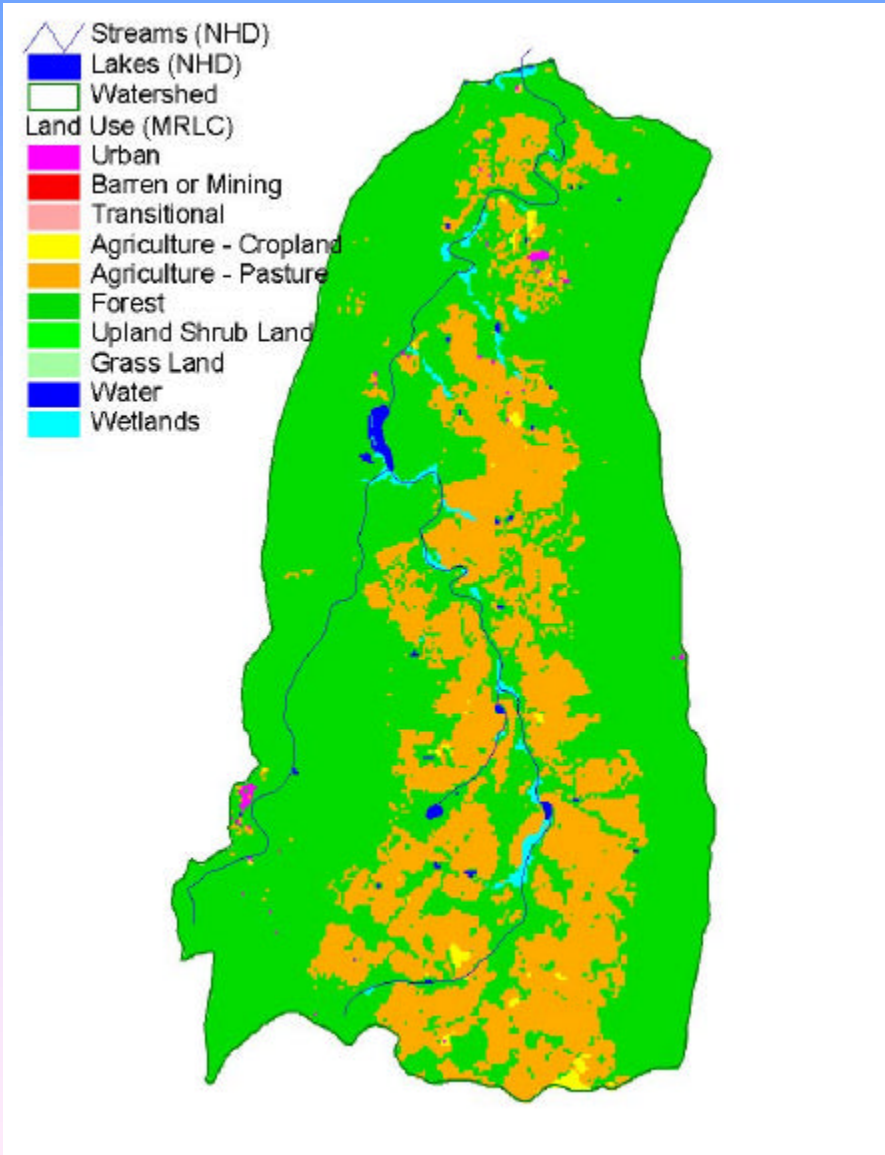 Streams (NHD)
Lakes (NHD)
Watershed
Land Use (MRLC)
Urban
Barren or Mining
Transitional
Agriculture - Cropland
Agriculture - Pasture
Forest
Upland Shrub Land
Grass Land
Water
Wetlands